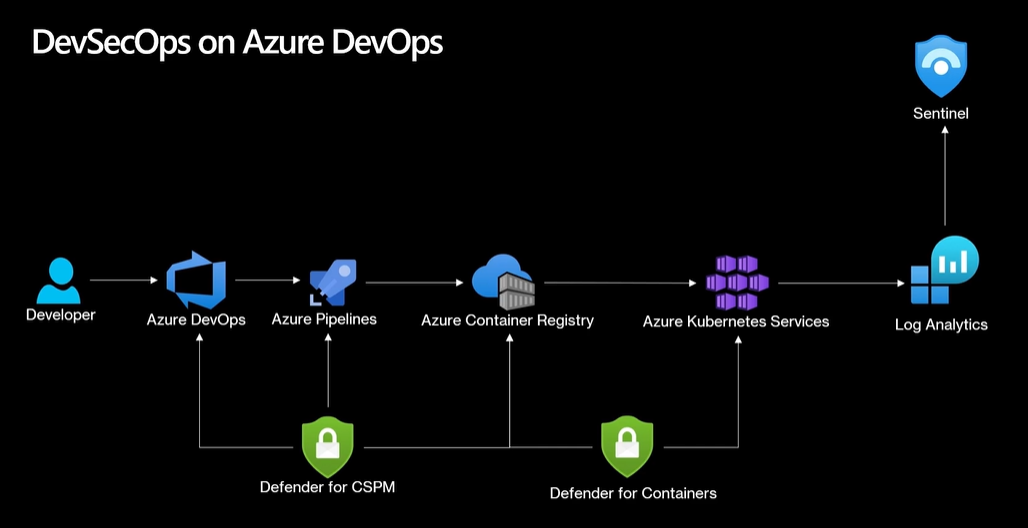 DevSecOps on Azure DevOps
Sentinel
Developer
Azure DevOps
Azure Pipelines
Azure Container Registry
Azure Kubernetes Services
Log Analytics
Defender for CSPM
Defender for Containers